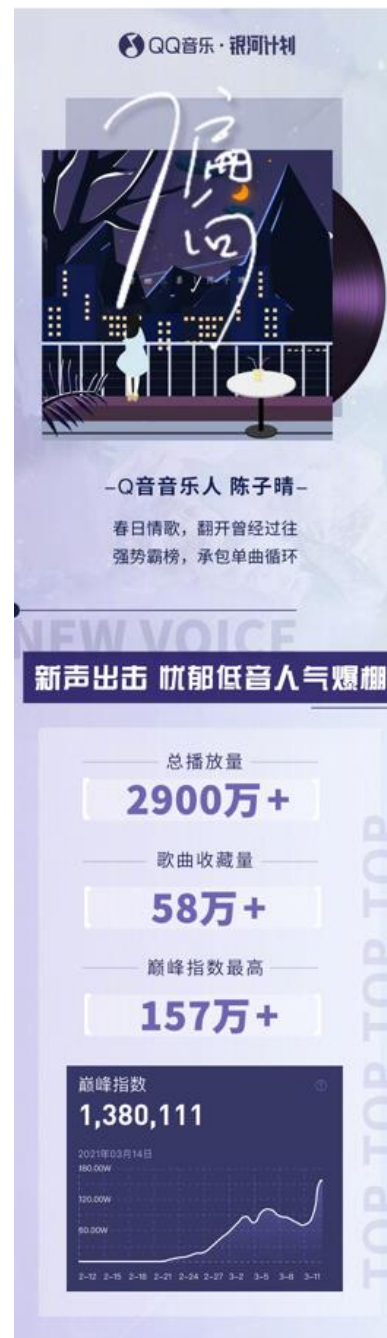 QQ音乐·银河计划
偏向
–Q音音乐人 陈子晴–
春日情歌，翻开曾经过往
强势霸榜，承包单曲循环
NEW VOICE
新声出击 忧郁低音人气爆棚
总播放量
2900万+
歌曲收藏量
58万+
巅峰指数最高
157万+
TOP TOP TOP TOP
巅峰指数
1,380,111
2021年03月14日
180.00W
120.00W
60.00W
2-12 2-15 2-18 2-21 2-24 2-27 3-2 3-5 3-8 3-11